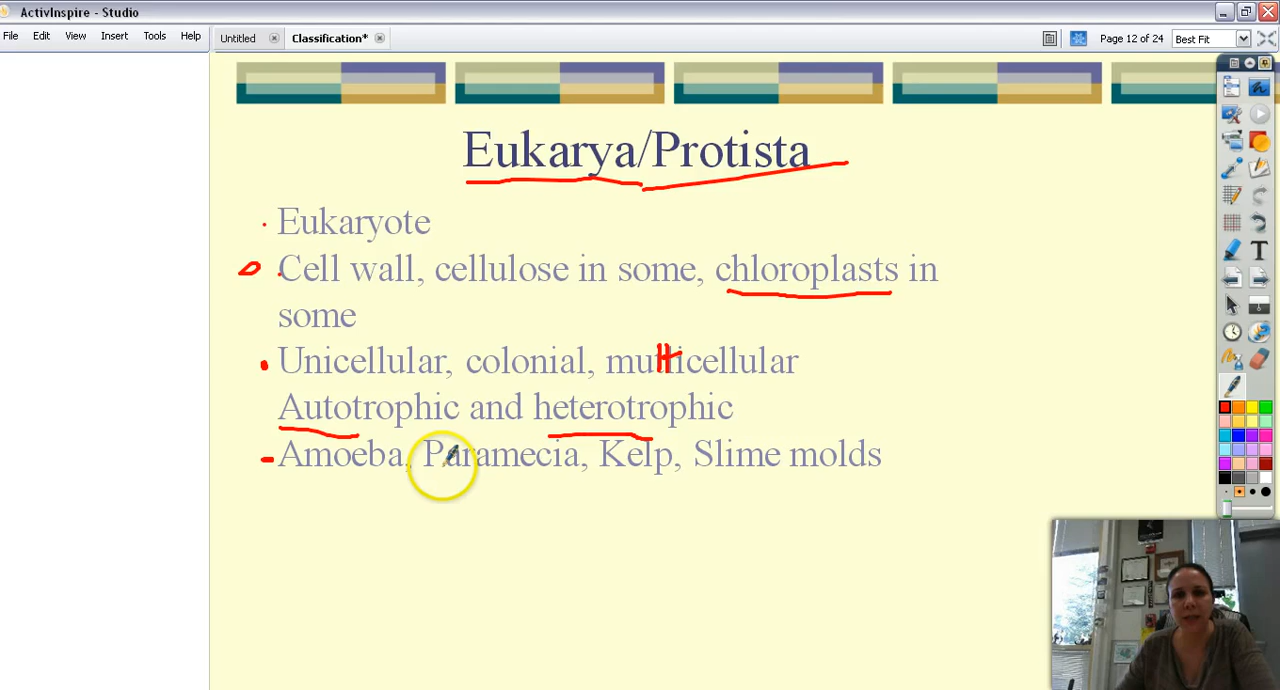 ActivInspire - Studio
File Edit View Insert Tools Help
Untitled Classification*
Page 12 of 24 Best Fit
Eukarya/Protista
Eukaryote
Cell wall, cellulose in some, chloroplasts in
some
Unicellular, colonial, mutlicellular
Autotrophic and heterotrophic
Amoeba, Paramecia, Kelp, Slime molds